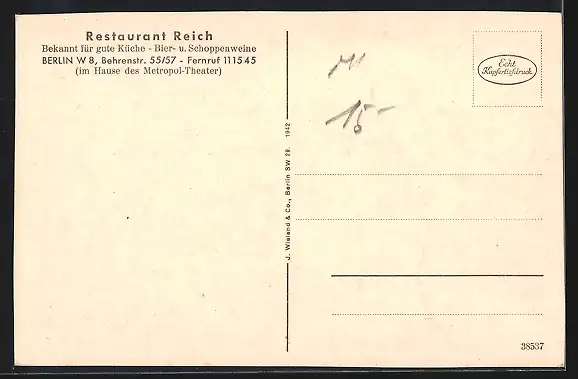 Restaurant Reich
Bekannt für gute Küche - Bier- u. Schoppenweine
BERLIN W 8, Behrenstr. 55/57 - Fernruf 111545
(im Hause des Metropol-Theater)
J. Wieland & Co., Berlin SW 29. 1942
15-
Echt
Kupfertiefdruck
38537